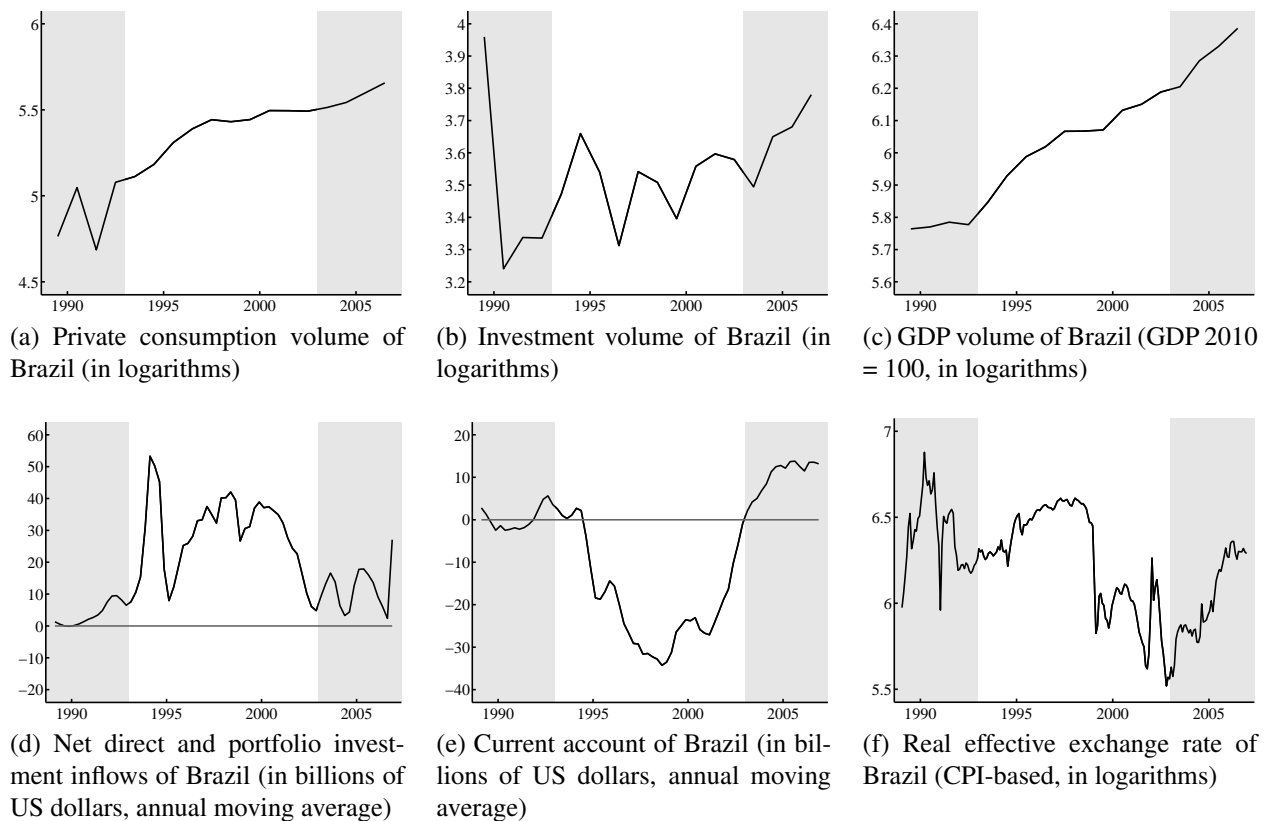 6
5.5
5
4.5
1990 1995 2000 2005
(a) Private consumption volume of
Brazil (in logarithms)
4
3.9
3.8
3.7
3.6
3.5
3.4
3.3
3.2
1990 1995 2000 2005
(b) Investment volume of Brazil (in
logarithms)
6.4
6.3
6.2
6.1
6
5.9
5.8
5.7
5.6
1990 1995 2000 2005
(c) GDP volume of Brazil (GDP 2010
= 100, in logarithms)
60
50
40
30
20
10
0
−10
−20
1990 1995 2000 2005
(d) Net direct and portfolio invest-
ment inflows of Brazil (in billions of
US dollars, annual moving average)
20
10
0
−10
−20
−30
−40
1990 1995 2000 2005
(e) Current account of Brazil (in bil-
lions of US dollars, annual moving
average)
7
6.5
6
5.5
1990 1995 2000 2005
(f) Real effective exchange rate of
Brazil (CPI-based, in logarithms)